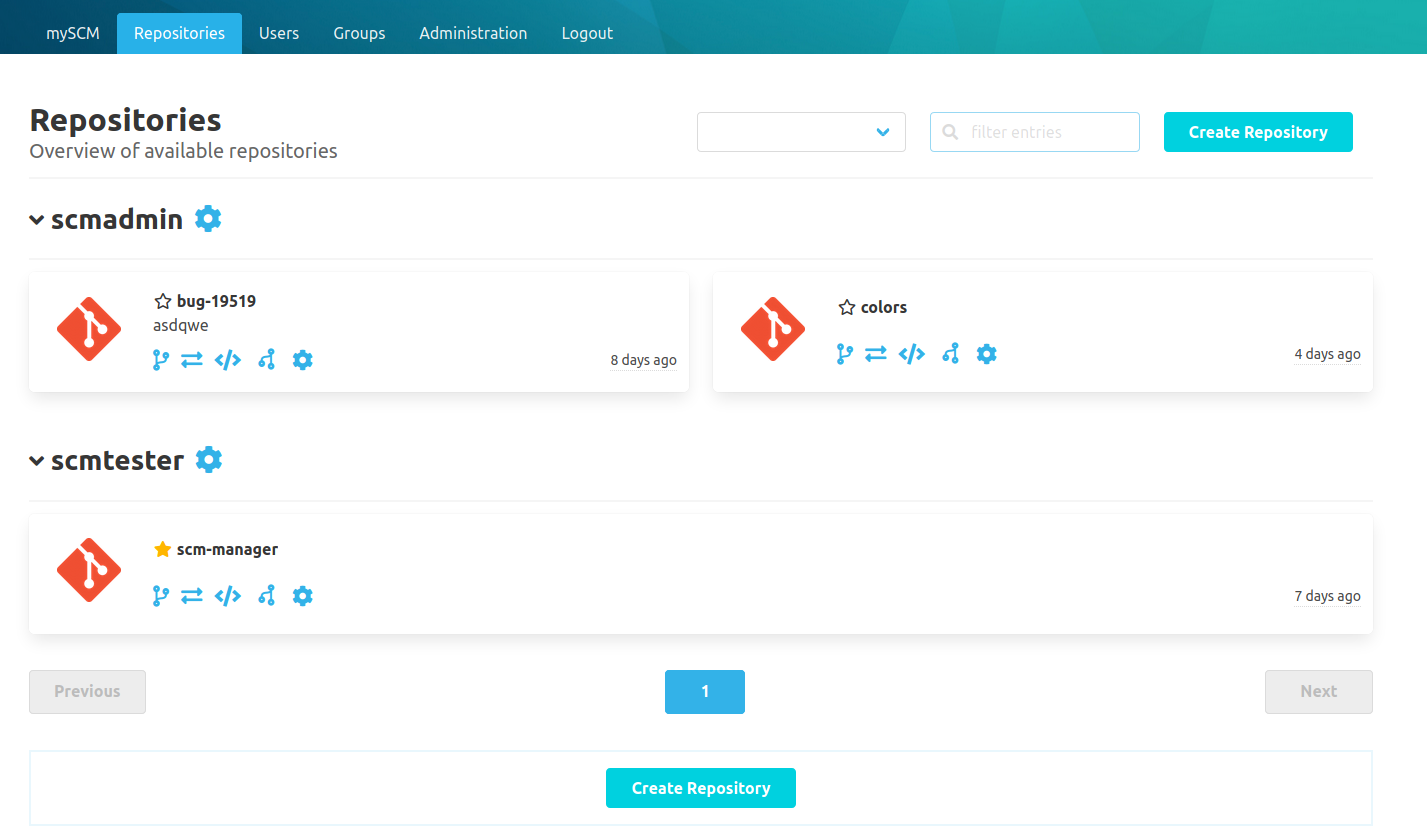 mySCM Repositories Users Groups Administration Logout
Repositories
Overview of available repositories
filter entries
Create Repository
scmadmin
bug-19519
asdqwe
8 days ago
colors
4 days ago
scmtester
scm-manager
7 days ago
Previous
1
Next
Create Repository